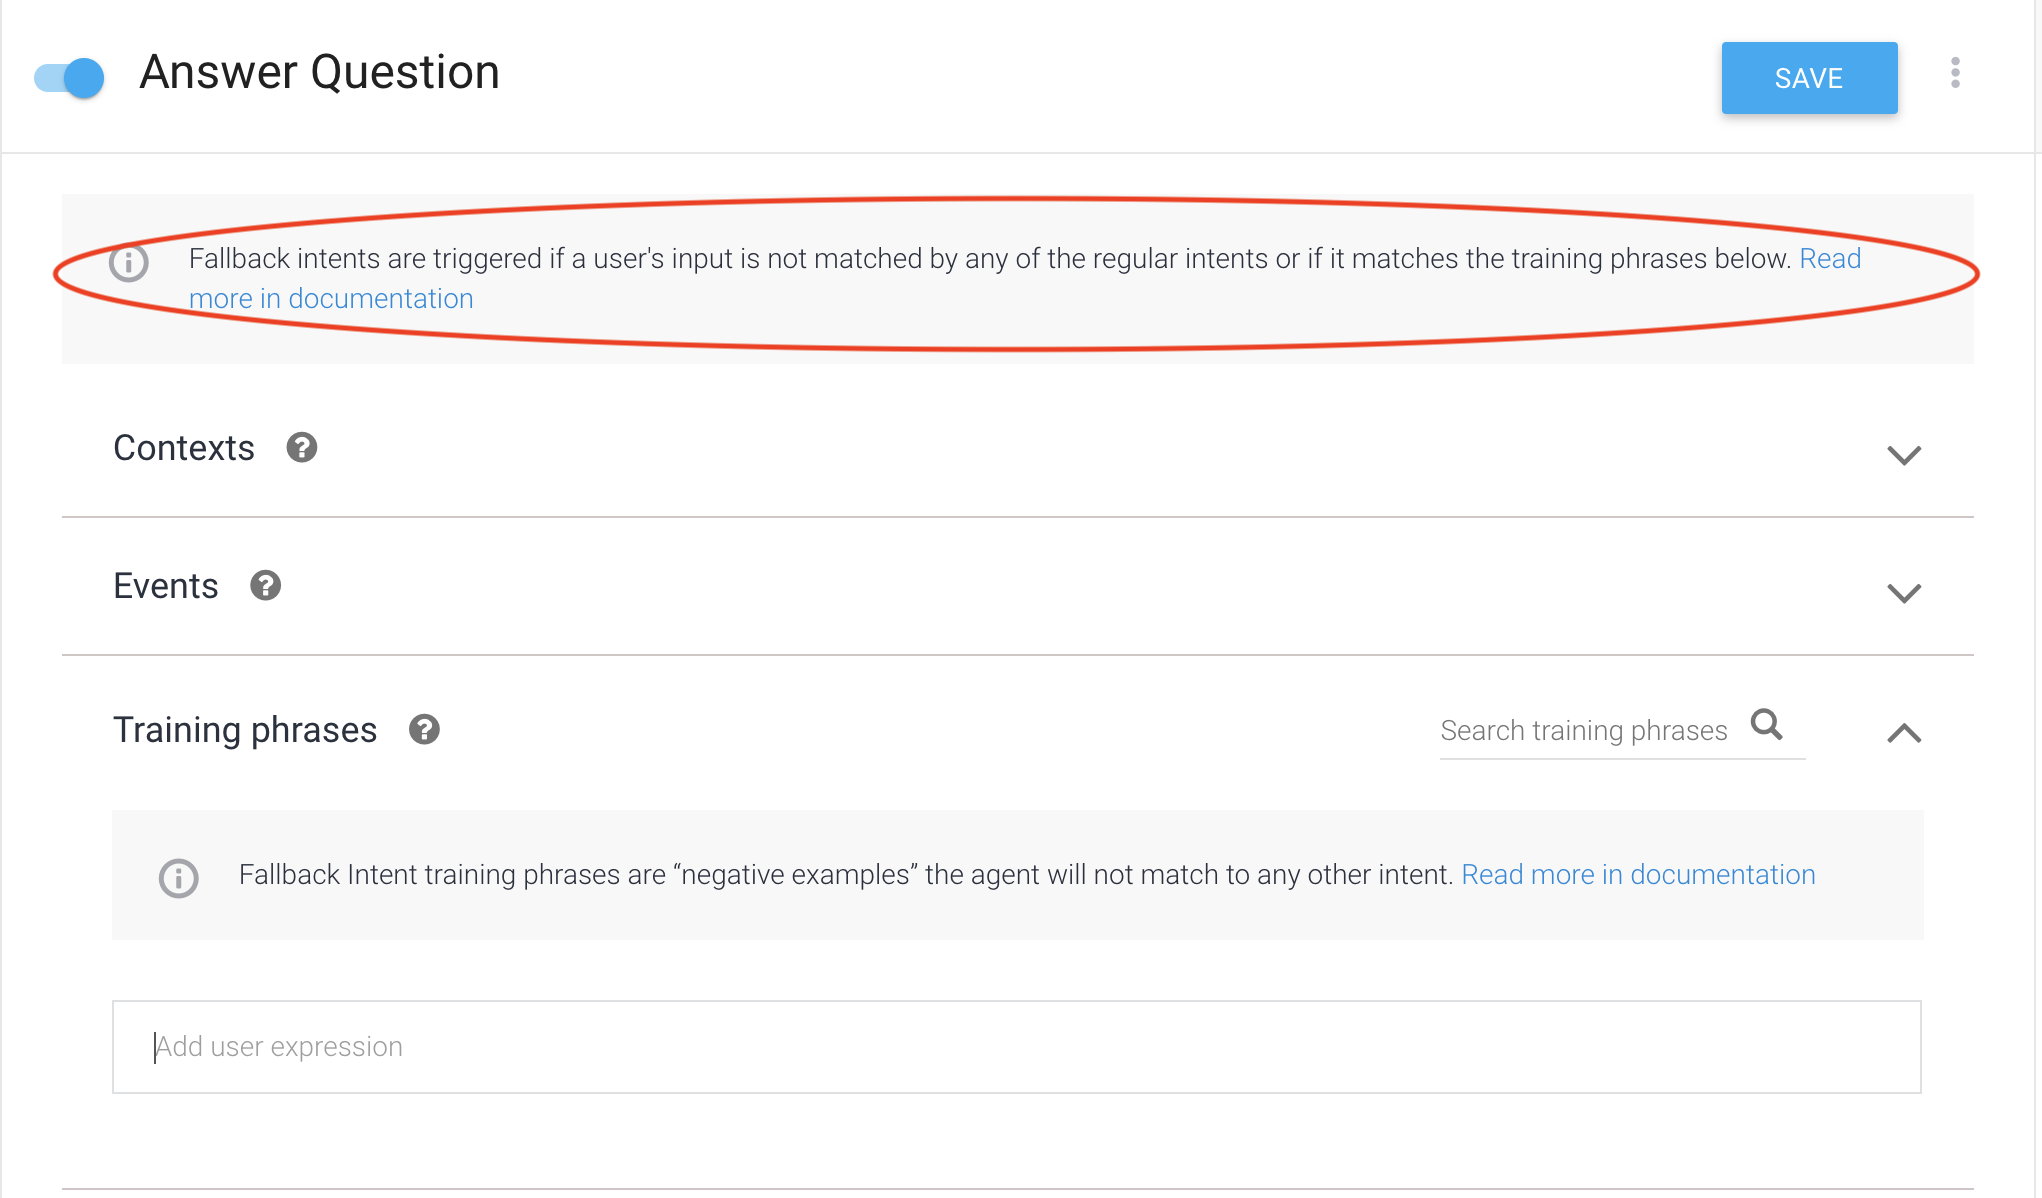 Answer Question
SAVE
Fallback intents are triggered if a user's input is not matched by any of the regular intents or if it matches the training phrases below. Read
more in documentation
Contexts
Events
Training phrases
Search training phrases
Fallback Intent training phrases are “negative examples” the agent will not match to any other intent. Read more in documentation
Add user expression